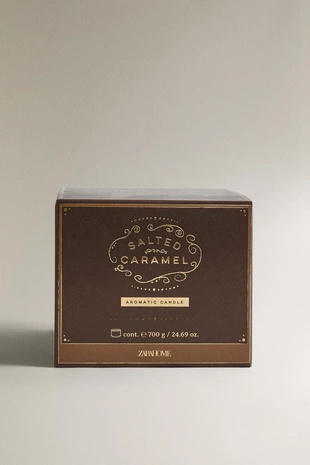 SALTED
CARAMEL
AROMATIC CANDLE
cont. ℮ 700 g / 24.69 oz.
ZARA HOME